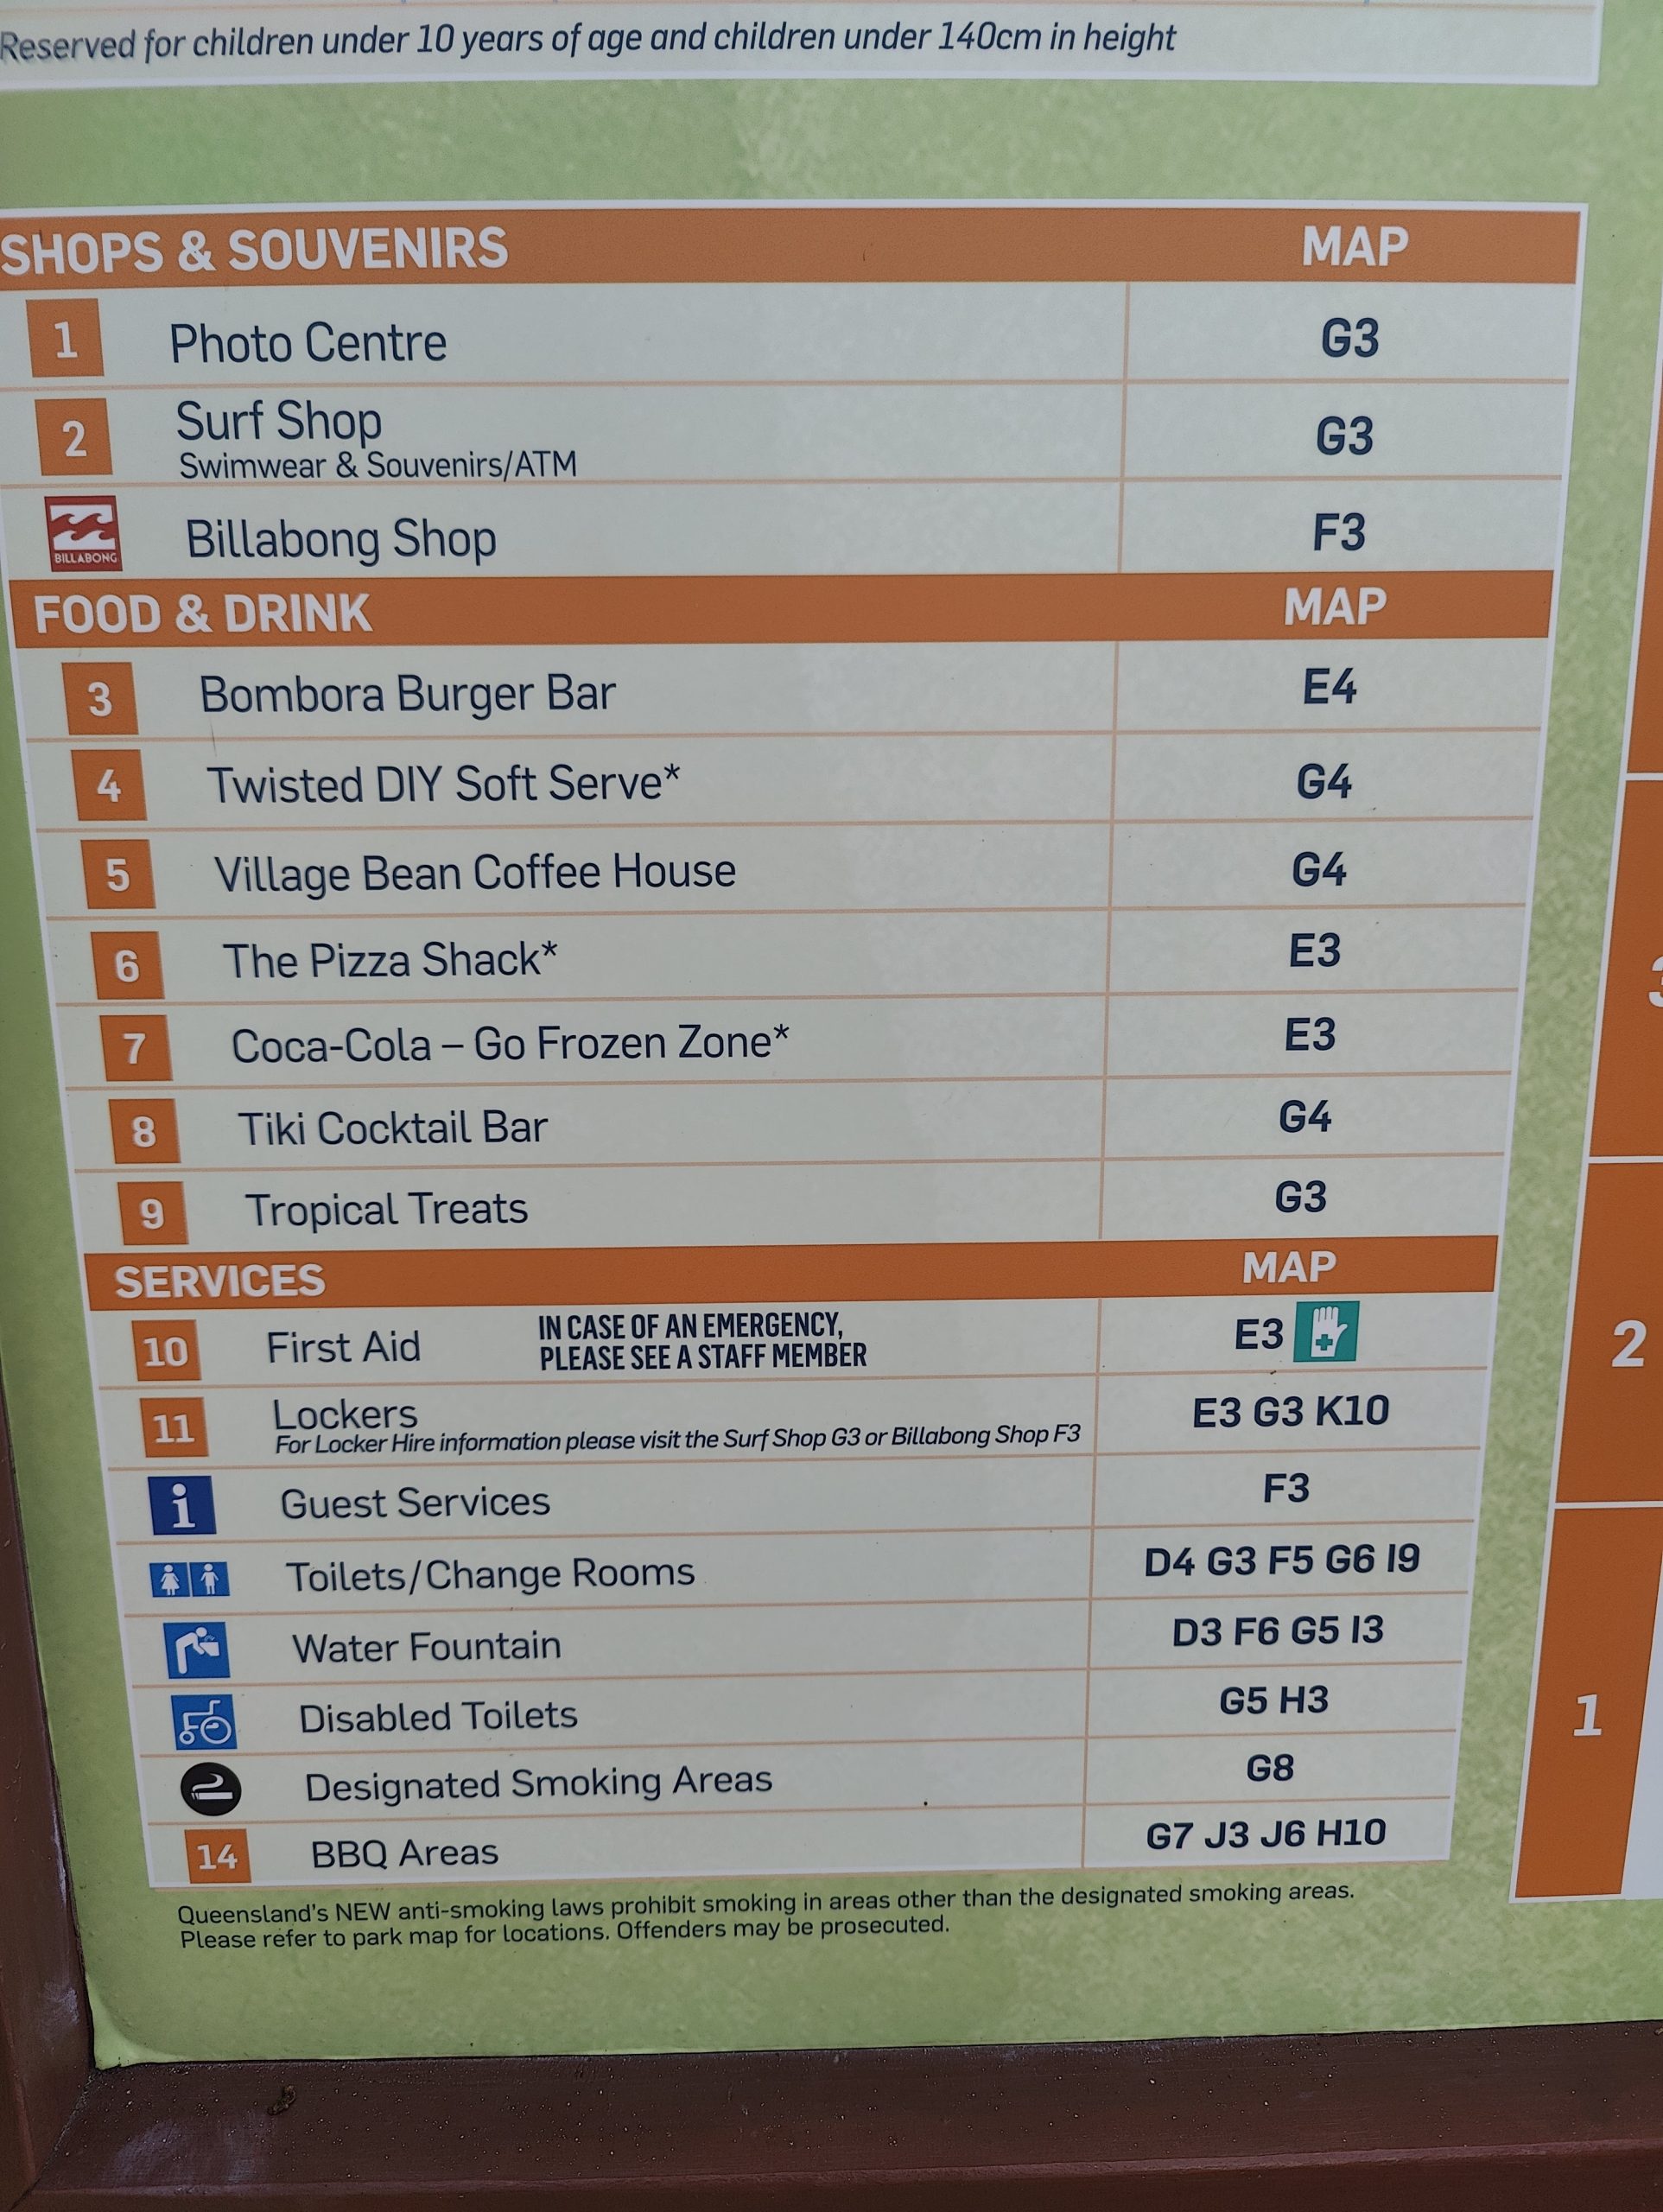 Reserved for children under 10 years of age and children under 140cm in height
SHOPS & SOUVENIRS MAP
1 Photo Centre G3
2 Surf Shop G3
Swimwear & Souvenirs/ATM
BILLABONG Billabong Shop F3
FOOD & DRINK MAP
3 Bombora Burger Bar E4
4 Twisted DIY Soft Serve* G4
5 Village Bean Coffee House G4
6 The Pizza Shack* E3
7 Coca-Cola – Go Frozen Zone* E3
8 Tiki Cocktail Bar G4
9 Tropical Treats G3
SERVICES MAP
10 First Aid IN CASE OF AN EMERGENCY, E3
PLEASE SEE A STAFF MEMBER
11 Lockers E3 G3 K10
For Locker Hire information please visit the Surf Shop G3 or Billabong Shop F3
i Guest Services F3
Toilets/Change Rooms D4 G3 F5 G6 I9
Water Fountain D3 F6 G5 I3
Disabled Toilets G5 H3
Designated Smoking Areas G8
14 BBQ Areas G7 J3 J6 H10
Queensland's NEW anti-smoking laws prohibit smoking in areas other than the designated smoking areas.
Please refer to park map for locations. Offenders may be prosecuted.
3
2
1